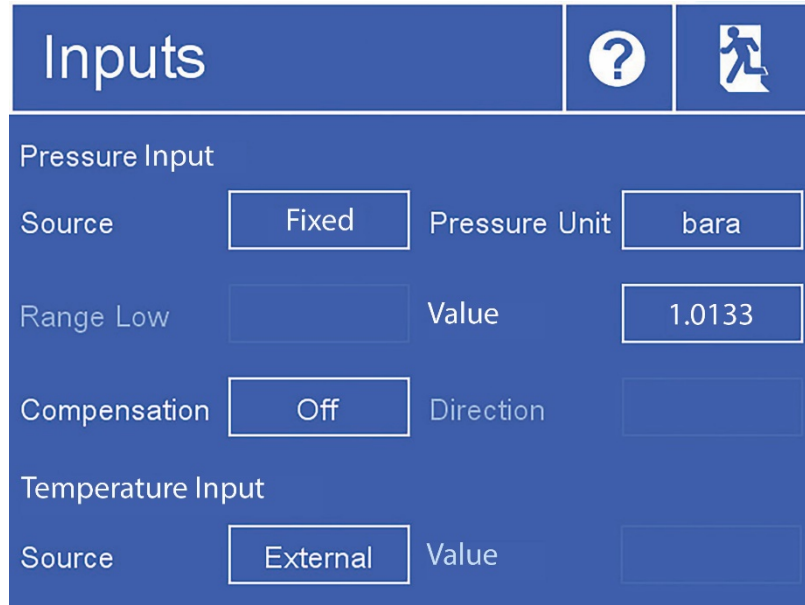 Inputs ?
Pressure Input
Source Fixed Pressure Unit bara
Range Low Value 1.0133
Compensation Off Direction
Temperature Input
Source External Value